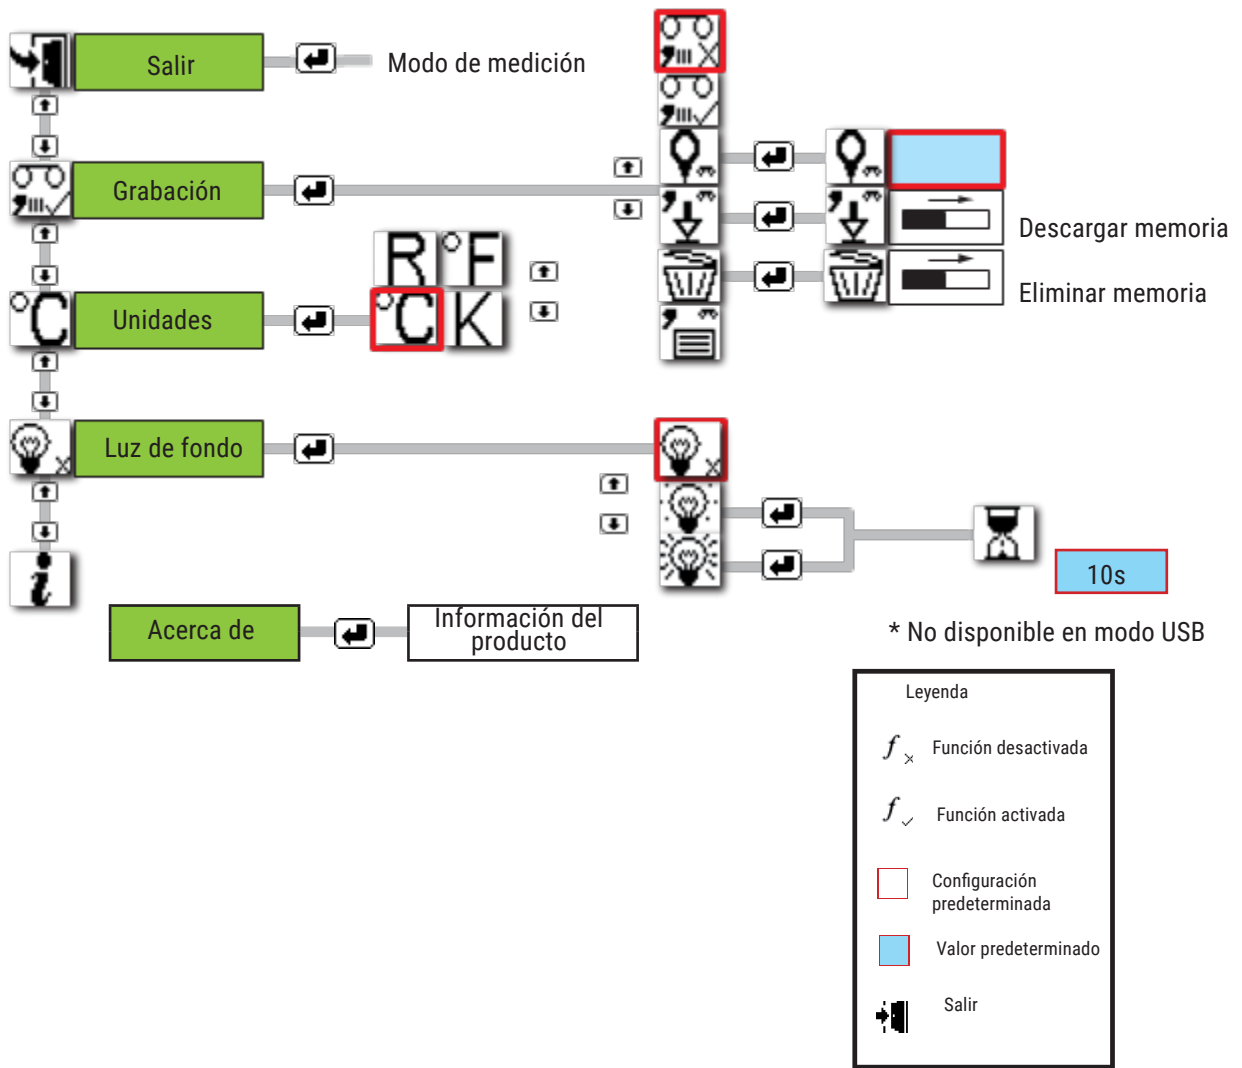 Salir
Modo de medición
Grabación
Descargar memoria
Eliminar memoria
R °F
Unidades
°C K
°C
Luz de fondo
10s
i
Acerca de
Información del
producto
* No disponible en modo USB
Leyenda
f x Función desactivada
f ✓ Función activada
Configuración
predeterminada
Valor predeterminado
Salir